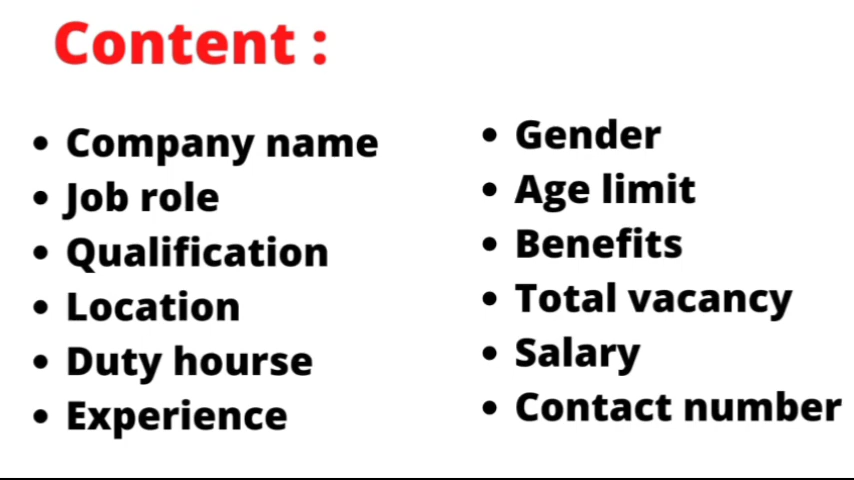 Content :
• Company name
• Job role
• Qualification
• Location
• Duty hourse
• Experience
• Gender
• Age limit
• Benefits
• Total vacancy
• Salary
• Contact number